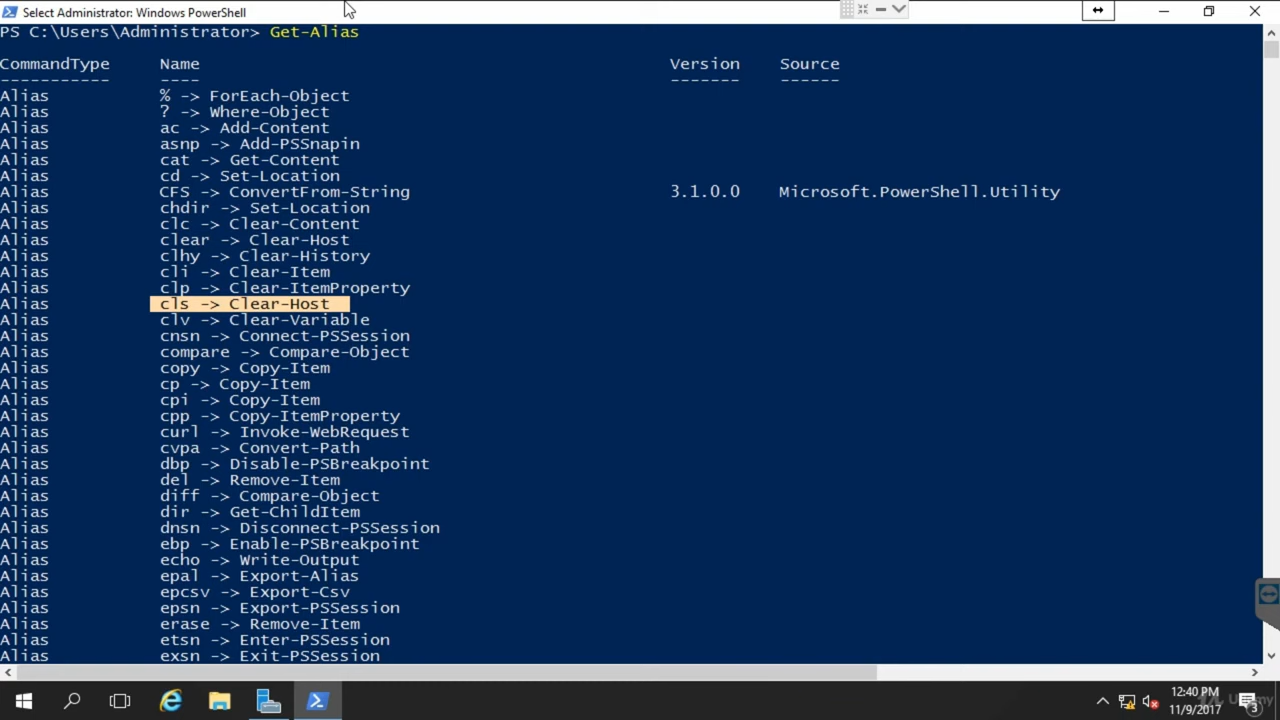 Select Administrator: Windows PowerShell
PS C:\Users\Administrator> Get-Alias
CommandType Name Version Source
----------- ---- ------- ------
Alias % -> ForEach-Object
Alias ? -> Where-Object
Alias ac -> Add-Content
Alias asnp -> Add-PSSnapin
Alias cat -> Get-Content
Alias cd -> Set-Location
Alias CFS -> ConvertFrom-String 3.1.0.0 Microsoft.PowerShell.Utility
Alias chdir -> Set-Location
Alias clc -> Clear-Content
Alias clear -> Clear-Host
Alias clhy -> Clear-History
Alias cli -> Clear-Item
Alias clp -> Clear-ItemProperty
Alias cls -> Clear-Host
Alias clv -> Clear-Variable
Alias cnsn -> Connect-PSSession
Alias compare -> Compare-Object
Alias copy -> Copy-Item
Alias cp -> Copy-Item
Alias cpi -> Copy-Item
Alias cpp -> Copy-ItemProperty
Alias curl -> Invoke-WebRequest
Alias cvpa -> Convert-Path
Alias dbp -> Disable-PSBreakpoint
Alias del -> Remove-Item
Alias diff -> Compare-Object
Alias dir -> Get-ChildItem
Alias dnsn -> Disconnect-PSSession
Alias ebp -> Enable-PSBreakpoint
Alias echo -> Write-Output
Alias epal -> Export-Alias
Alias epcsv -> Export-Csv
Alias epsn -> Export-PSSession
Alias erase -> Remove-Item
Alias etsn -> Enter-PSSession
Alias exsn -> Exit-PSSession
12:40 PM
11/9/2017
Udemy
3